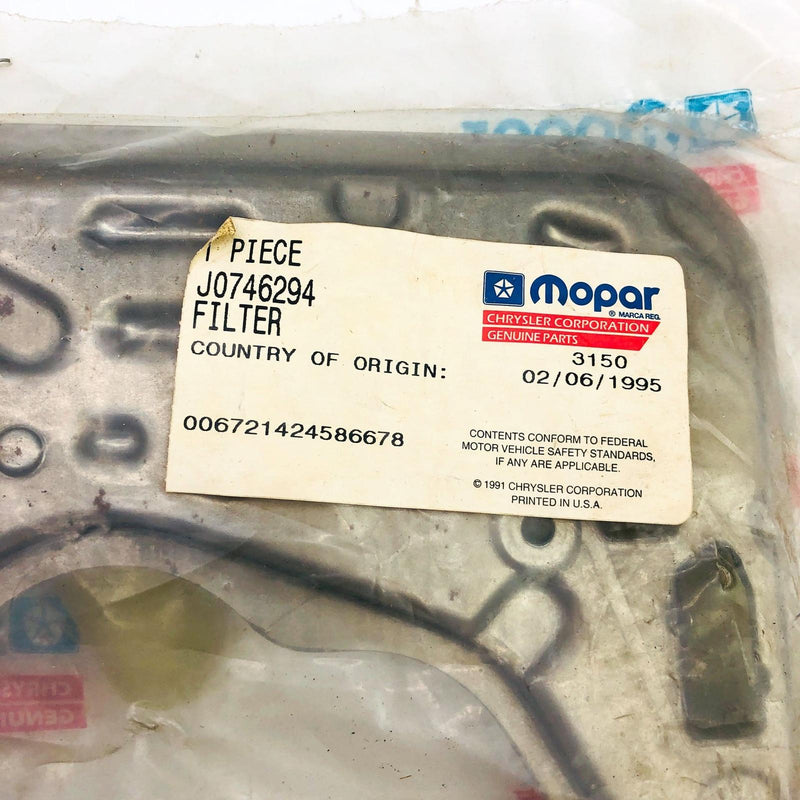 1 PIECE
J0746294
FILTER
COUNTRY OF ORIGIN:
006721424586678
Mopar
® MARCA REG.
CHRYSLER CORPORATION
GENUINE PARTS
3150
02/06/1995
CONTENTS CONFORM TO FEDERAL
MOTOR VEHICLE SAFETY STANDARDS,
IF ANY ARE APPLICABLE.
© 1991 CHRYSLER CORPORATION
PRINTED IN U.S.A.